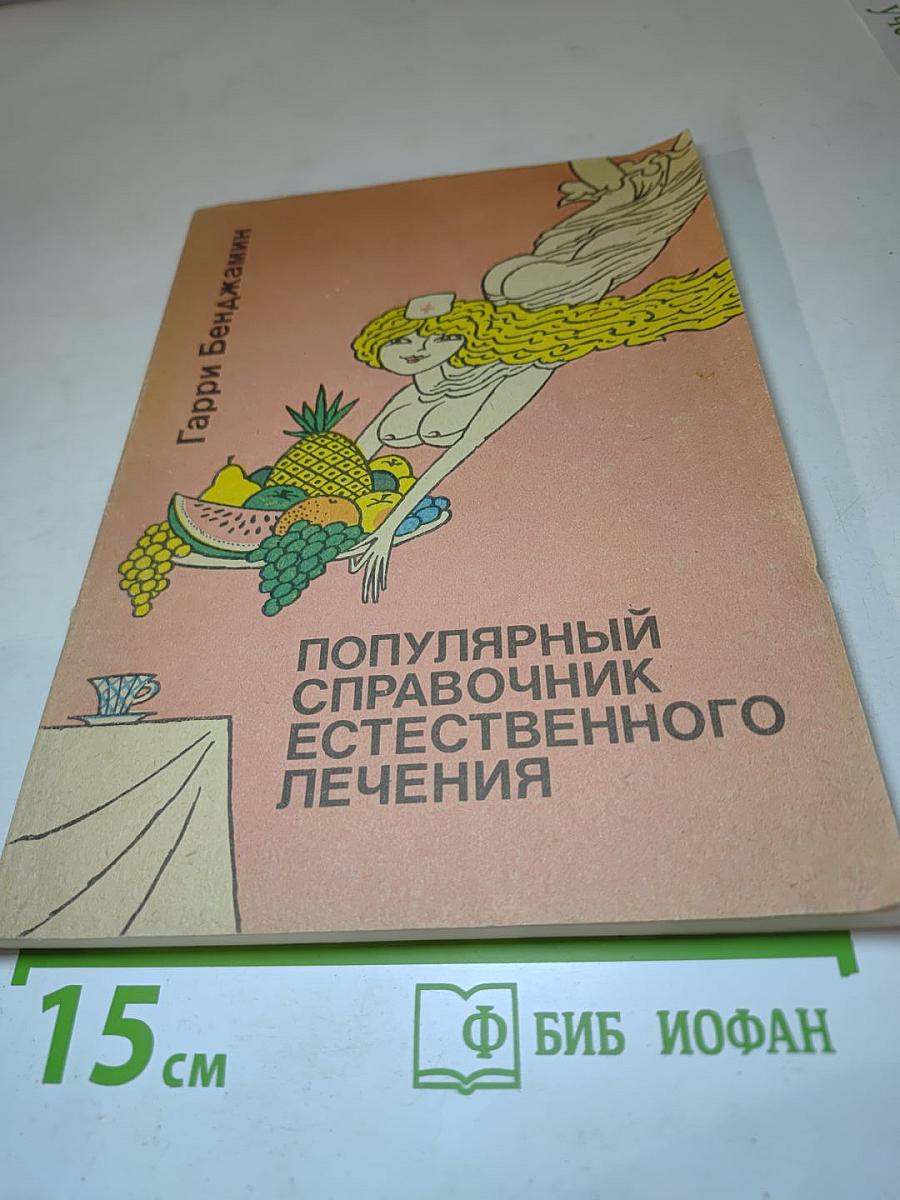 Гарри Бенджамин
ПОПУЛЯРНЫЙ
СПРАВОЧНИК
ЕСТЕСТВЕННОГО
ЛЕЧЕНИЯ
15 см
Ф БИБ ИОФАН